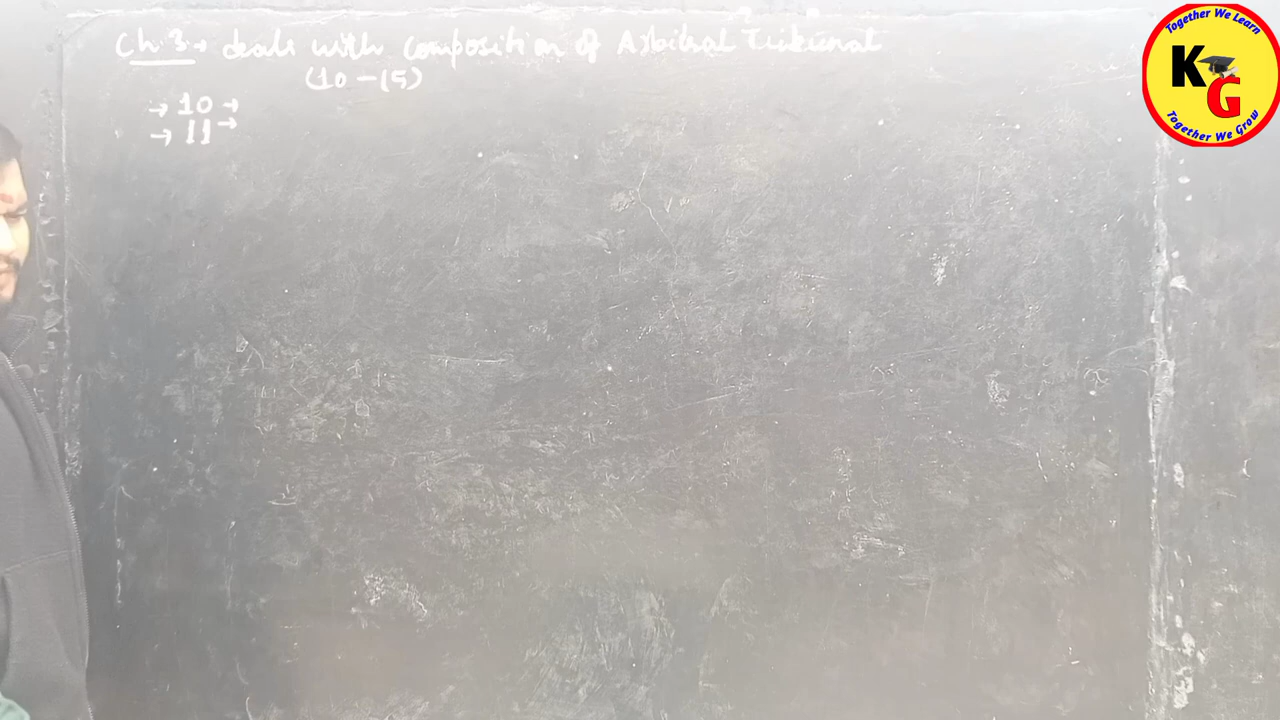 Ch. 3. deals with composition of Arbitral Tribunal
(10 - 15)
→ 10 →
→ 11 →
Together We Learn
KG
Together We Grow